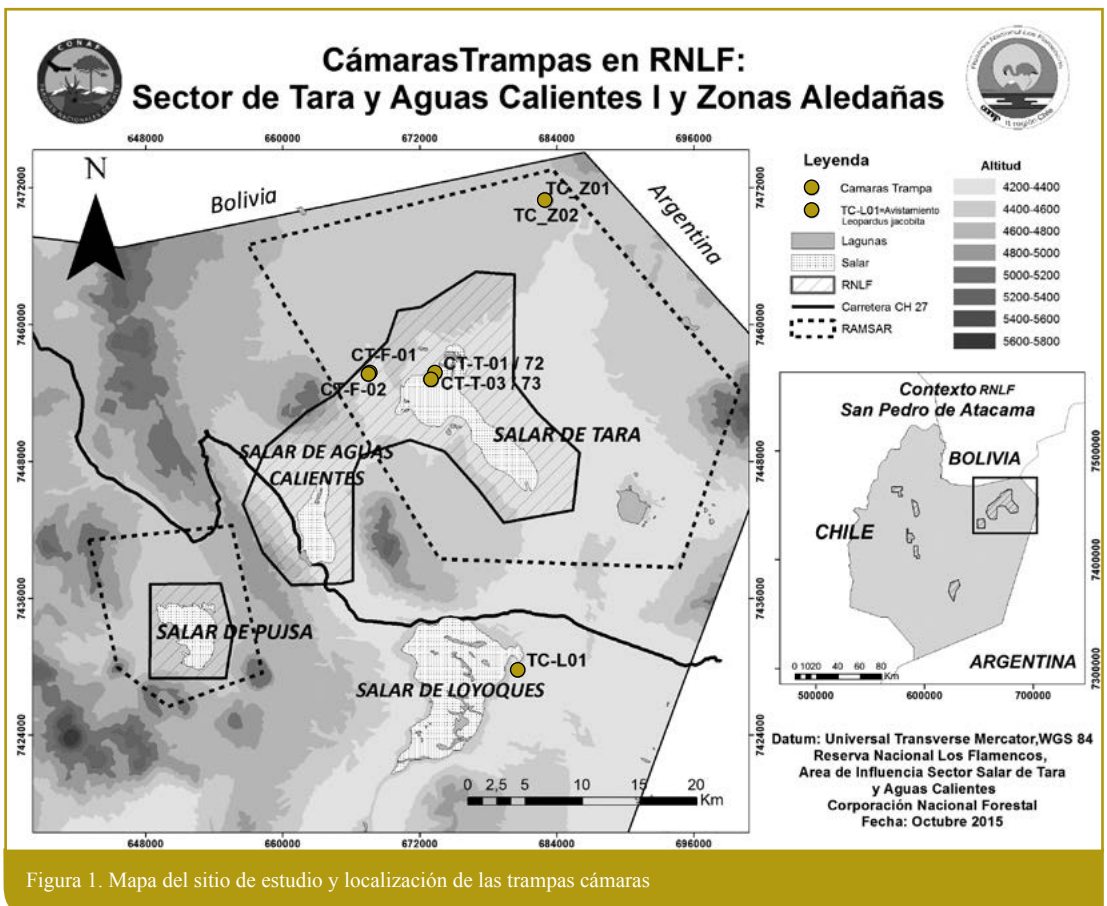 CONAF
CámarasTrampas en RNLF:
Sector de Tara y Aguas Calientes I y Zonas Aledañas
648000
660000
672000
684000
696000
7472000
7460000
7448000
7436000
7424000
N
Bolivia
Argentina
TC_Z01
TC_Z02
CT-F-01
CT-F-02
CT-T-01 / 72
CT-T-03 / 73
SALAR DE TARA
SALAR DE AGUAS
CALIENTES
SALAR DE PUJSA
TC-L01
SALAR DE LOYOQUES
0 2,5 5 10 15 20
Km
7472000
7460000
7448000
7436000
7424000
648000
660000
672000
684000
696000
Leyenda
Camaras Trampa
TC-L01=Avistamiento
Leopardus jacobita
Lagunas
Salar
RNLF
Carretera CH 27
RAMSAR
Altitud
4200-4400
4400-4600
4600-4800
4800-5000
5000-5200
5200-5400
5400-5600
5600-5800
Contexto RNLF
San Pedro de Atacama
BOLIVIA
CHILE
ARGENTINA
0 1020 40 60 80
Km
500000
600000
700000
7500000
7400000
7300000
Datum: Universal Transverse Mercator,WGS 84
Reserva Nacional Los Flamencos,
Area de Influencia Sector Salar de Tara
y Aguas Calientes
Corporación Nacional Forestal
Fecha: Octubre 2015
Figura 1. Mapa del sitio de estudio y localización de las trampas cámaras